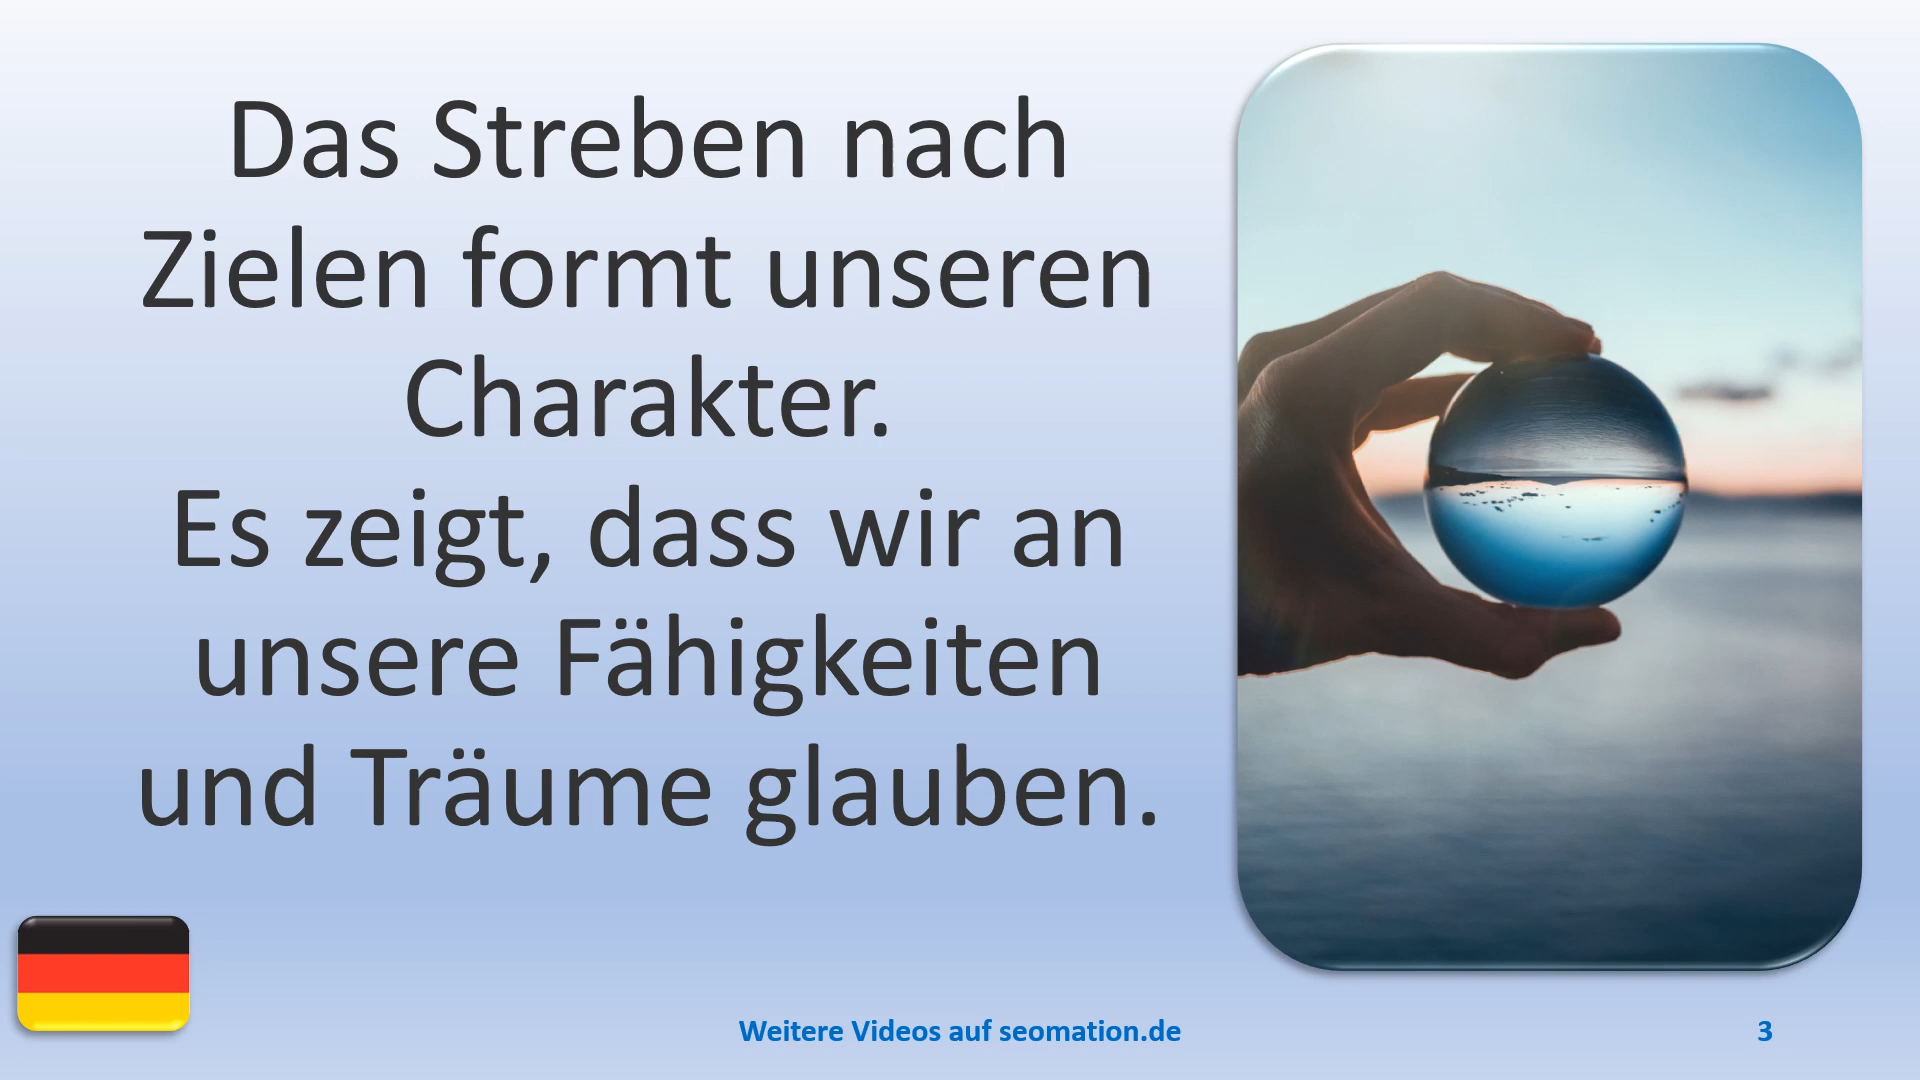 Das Streben nach
Zielen formt unseren
Charakter.
Es zeigt, dass wir an
unsere Fähigkeiten
und Träume glauben.
Weitere Videos auf seomation.de
3